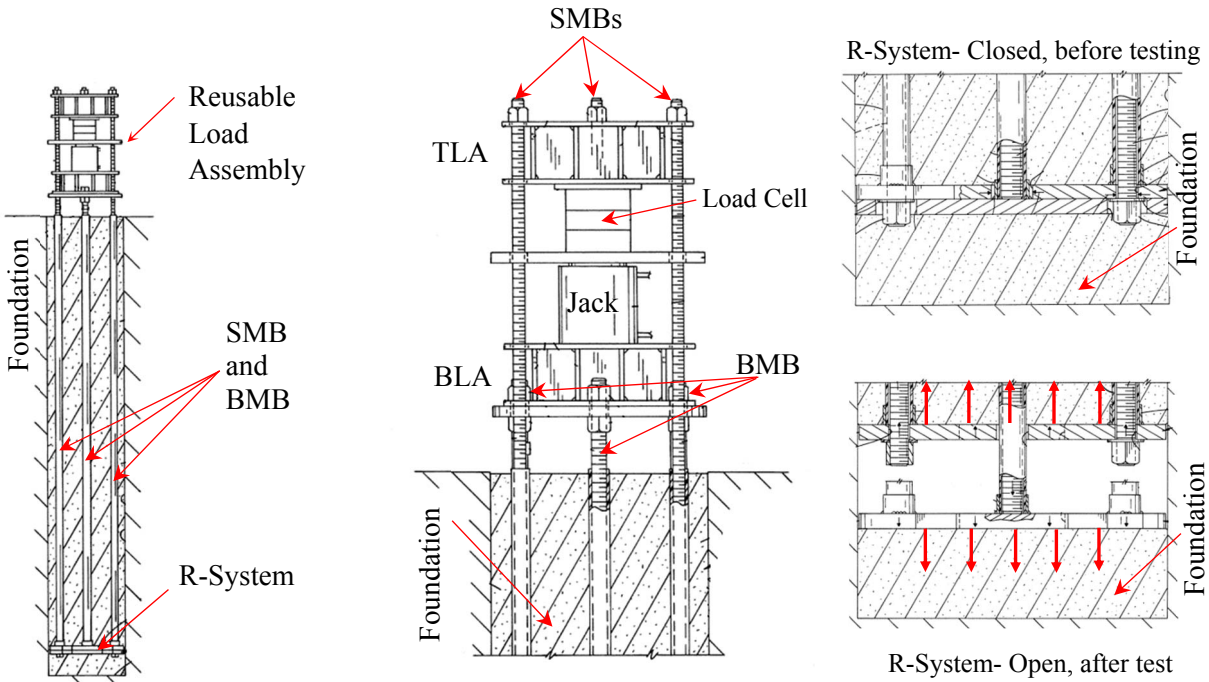 Reusable
Load
Assembly
Foundation
SMB
and
BMB
R-System
SMBs
TLA
Load Cell
Jack
BLA
BMB
Foundation
R-System- Closed, before testing
Foundation
Foundation
R-System- Open, after test